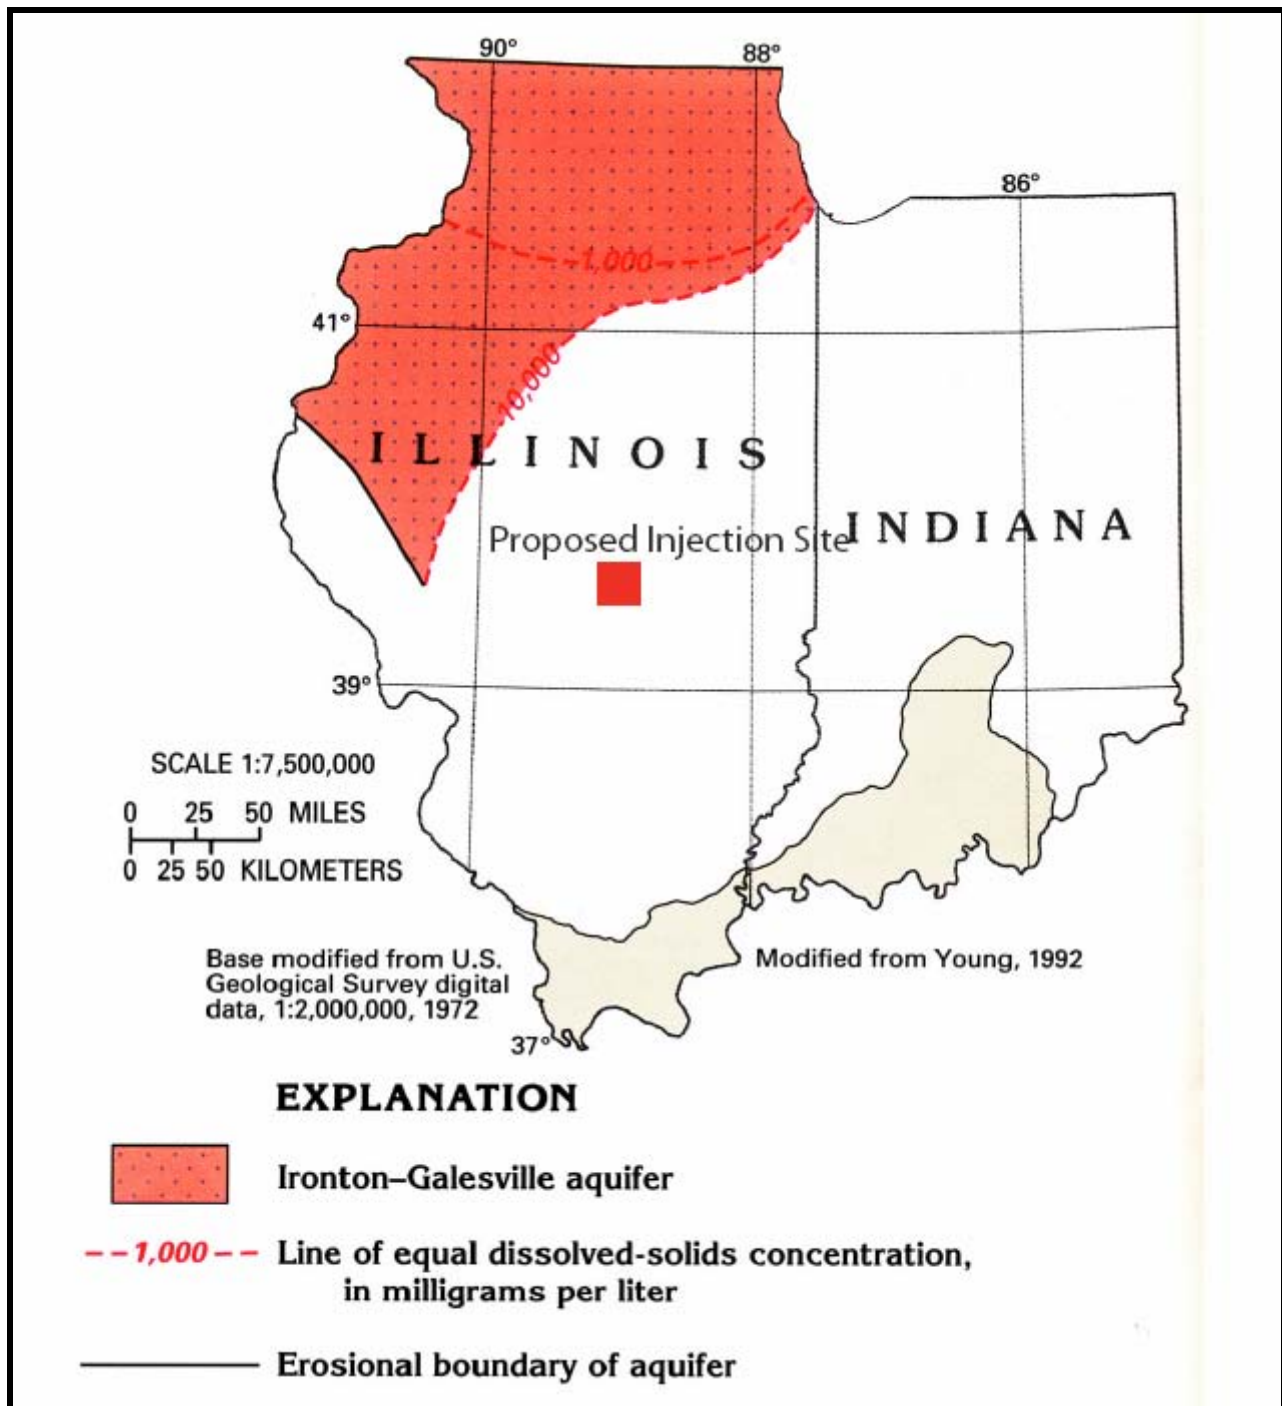 90°
88°
86°
1,000
41°
10,000
ILLINOIS
INDIANA
Proposed Injection Site
39°
SCALE 1:7,500,000
0 25 50 MILES
0 25 50 KILOMETERS
Base modified from U.S.
Geological Survey digital
data, 1:2,000,000, 1972
Modified from Young, 1992
37°
EXPLANATION
Ironton–Galesville aquifer
1,000
Line of equal dissolved-solids concentration,
in milligrams per liter
Erosional boundary of aquifer